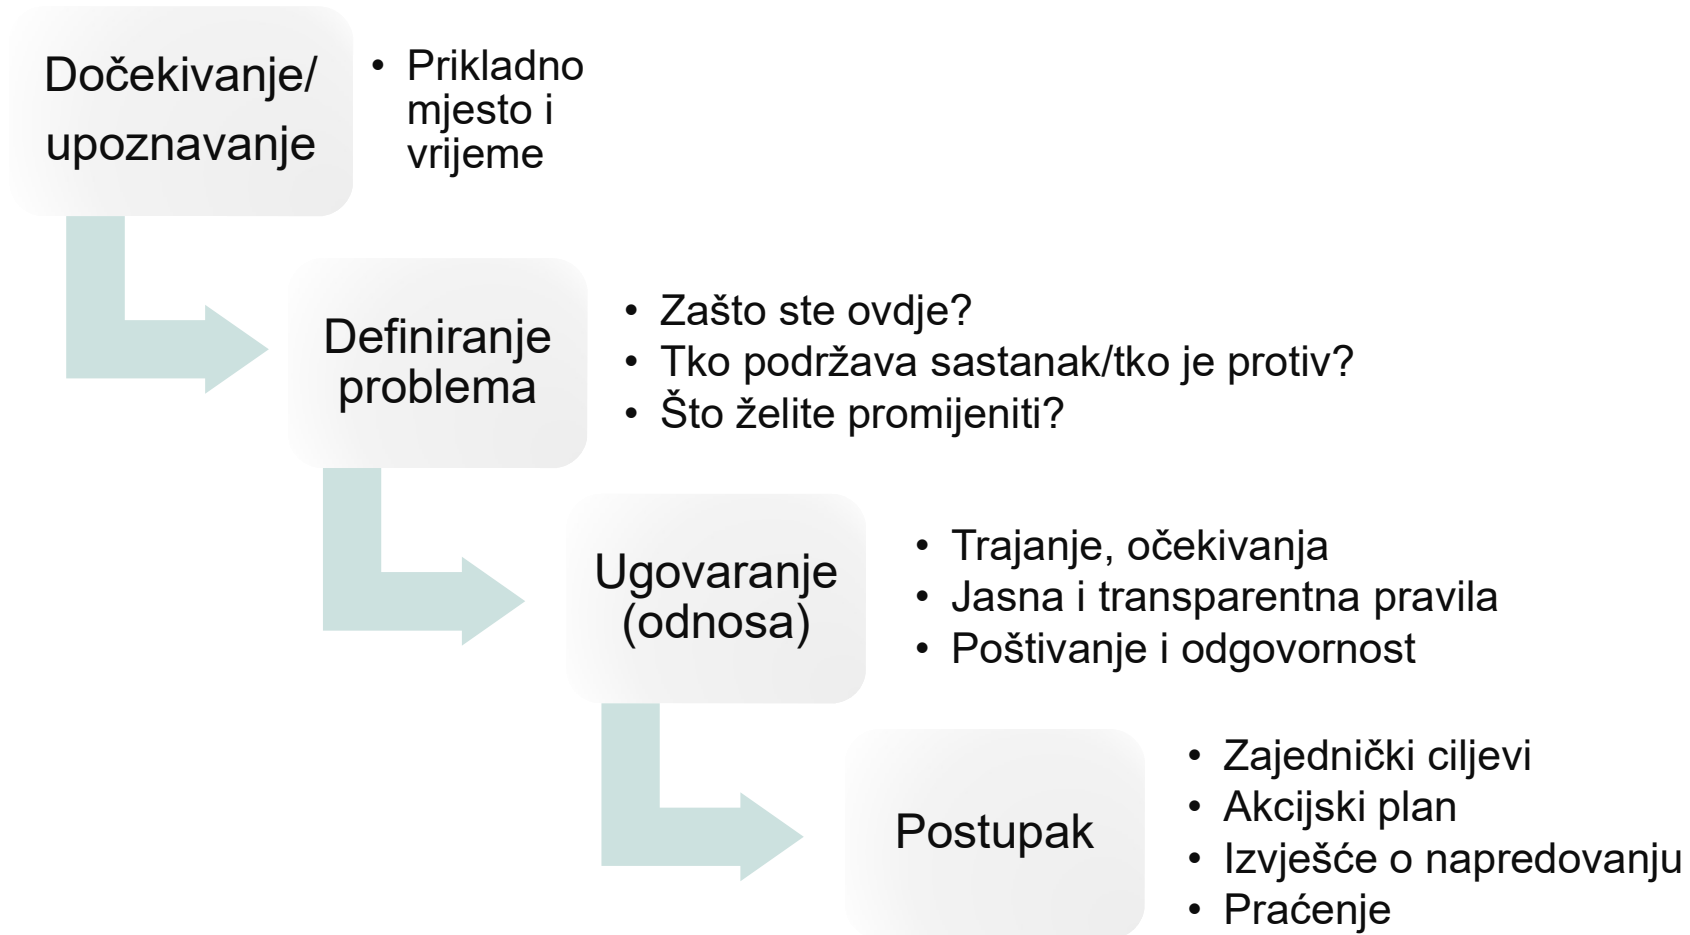 Dočekivanje/
upoznavanje
• Prikladno
mjesto i
vrijeme
Definiranje
problema
• Zašto ste ovdje?
• Tko podržava sastanak/tko je protiv?
• Što želite promijeniti?
Ugovaranje
(odnosa)
• Trajanje, očekivanja
• Jasna i transparentna pravila
• Poštivanje i odgovornost
Postupak
• Zajednički ciljevi
• Akcijski plan
• Izvješće o napredovanju
• Praćenje